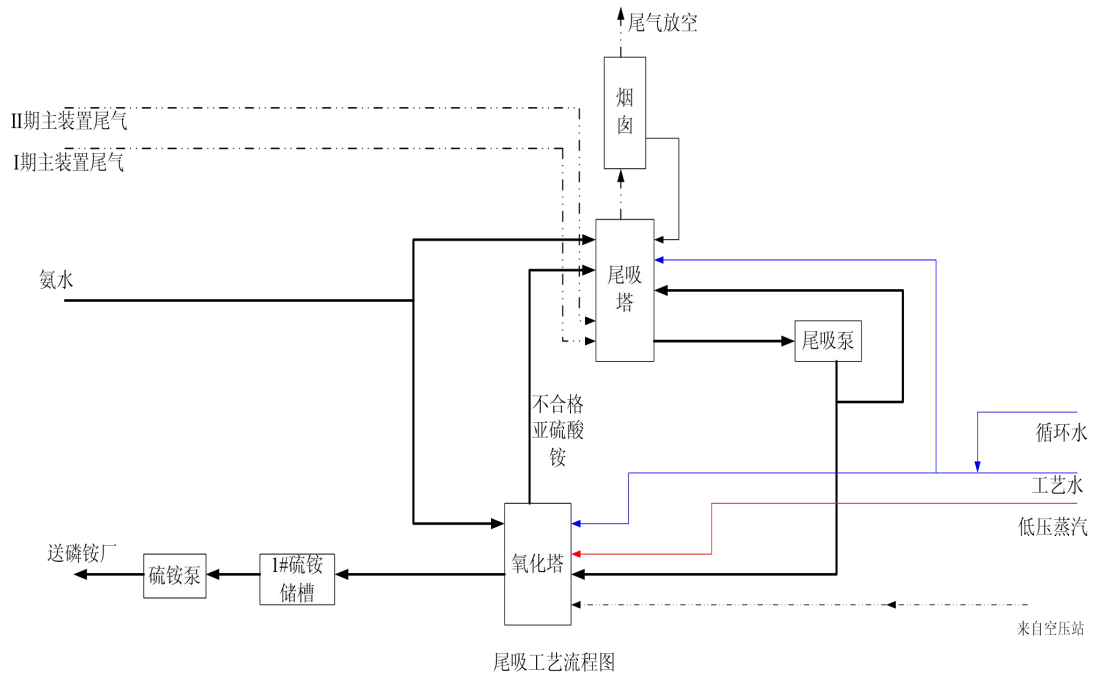 尾气放空
烟
囱
II期主装置尾气
I期主装置尾气
氨水
尾吸
塔
尾吸泵
不合格
亚硫酸
铵
循环水
工艺水
低压蒸汽
送磷铵厂
硫铵泵
1#硫铵
储槽
氧化塔
来自空压站
尾吸工艺流程图